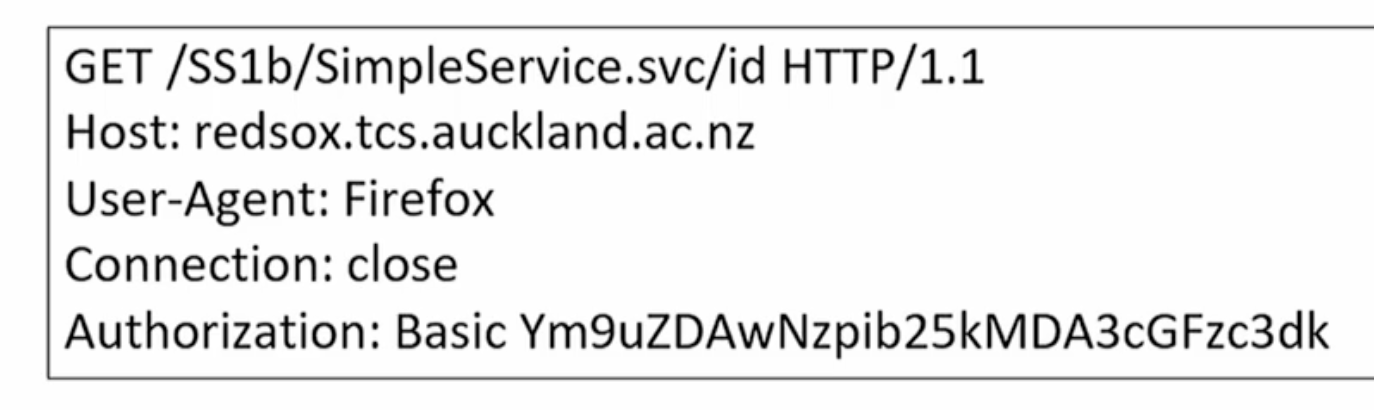 GET /SS1b/SimpleService.svc/id HTTP/1.1
Host: redsox.tcs.auckland.ac.nz
User-Agent: Firefox
Connection: close
Authorization: Basic Ym9uZDAwNzpib25kMDA3cGFzc3dk